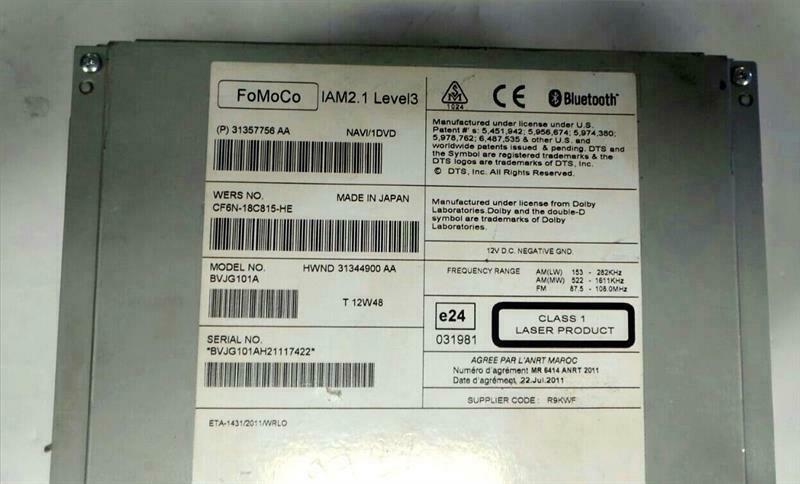 FoMoCo IAM2.1 Level3
(P) 31357756 AA NAVI/1DVD
WERS NO. MADE IN JAPAN
CF6N-18C815-HE
MODEL NO. HWND 31344900 AA
BVJG101A
T 12W48
SERIAL NO.
*BVJG101AH21117422*
ETA-1431/2011/WRLO
1024
CE
Bluetooth
Manufactured under license under U.S.
Patent #' s: 5,451,942; 5,956,674; 5,974,380;
5,978,762; 6,487,535 & other U.S. and
worldwide patents issued & pending. DTS and
the Symbol are registered trademarks & the
DTS logos are trademarks of DTS, Inc.
© DTS, Inc. All Rights Reserved.
Manufactured under license from Dolby
Laboratories.Dolby and the double-D
symbol are trademarks of Dolby
Laboratories.
12V D.C. NEGATIVE GND.
FREQUENCY RANGE AM(LW) 153 - 282KHz
AM(MW) 522 - 1611KHz
FM 87.5 - 108.0MHz
e24
031981
CLASS 1
LASER PRODUCT
AGREE PAR L'ANRT MAROC
Numéro d'agrément MR 6414 ANRT 2011
Date d'agrément 22.Jul.2011
SUPPLIER CODE : R9KWF